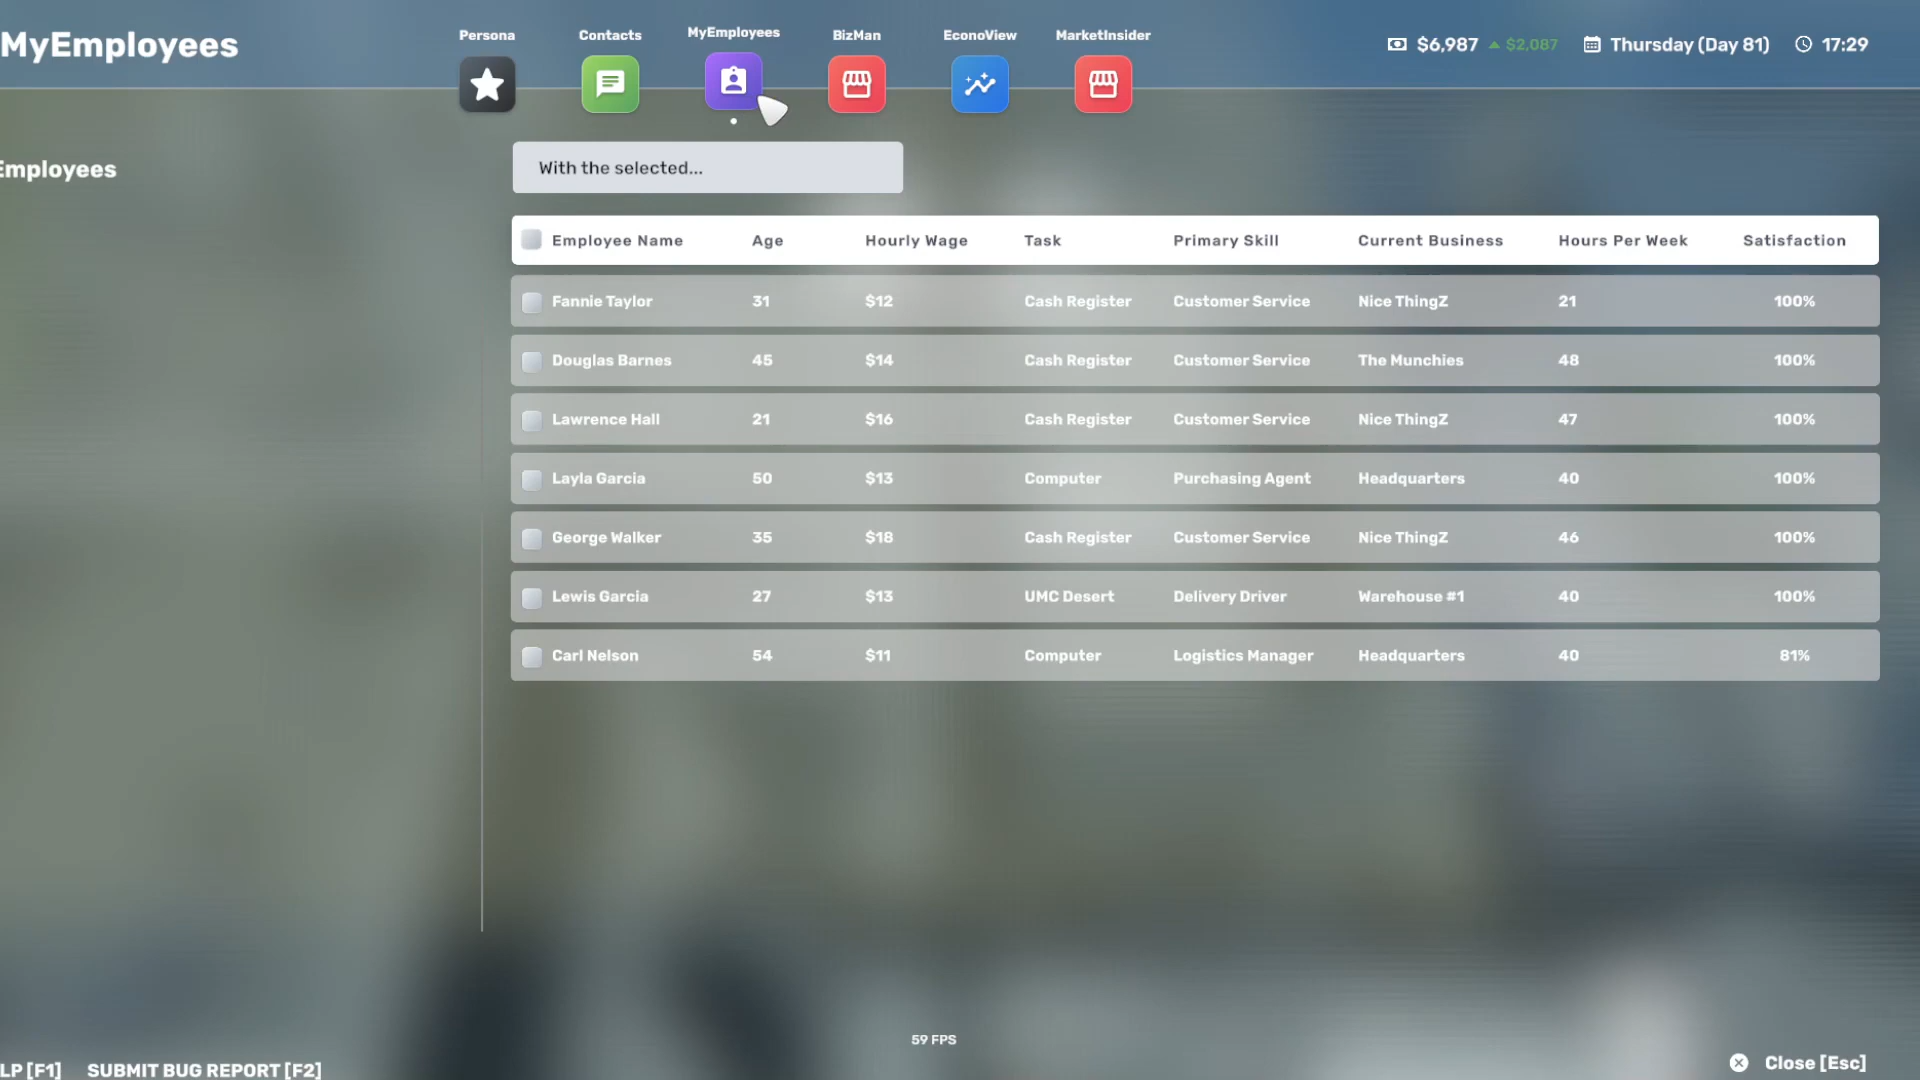 MyEmployees
Persona
Contacts
MyEmployees
BizMan
EconoView
MarketInsider
$6,987 $2,087 Thursday (Day 81) 17:29
Employees
With the selected...
Employee Name Age Hourly Wage Task Primary Skill Current Business Hours Per Week Satisfaction
Fannie Taylor 31 $12 Cash Register Customer Service Nice ThingZ 21 100%
Douglas Barnes 45 $14 Cash Register Customer Service The Munchies 48 100%
Lawrence Hall 21 $16 Cash Register Customer Service Nice ThingZ 47 100%
Layla Garcia 50 $13 Computer Purchasing Agent Headquarters 40 100%
George Walker 35 $18 Cash Register Customer Service Nice ThingZ 46 100%
Lewis Garcia 27 $13 UMC Desert Delivery Driver Warehouse #1 40 100%
Carl Nelson 54 $11 Computer Logistics Manager Headquarters 40 81%
59 FPS
LP [F1] SUBMIT BUG REPORT [F2]
Close [Esc]